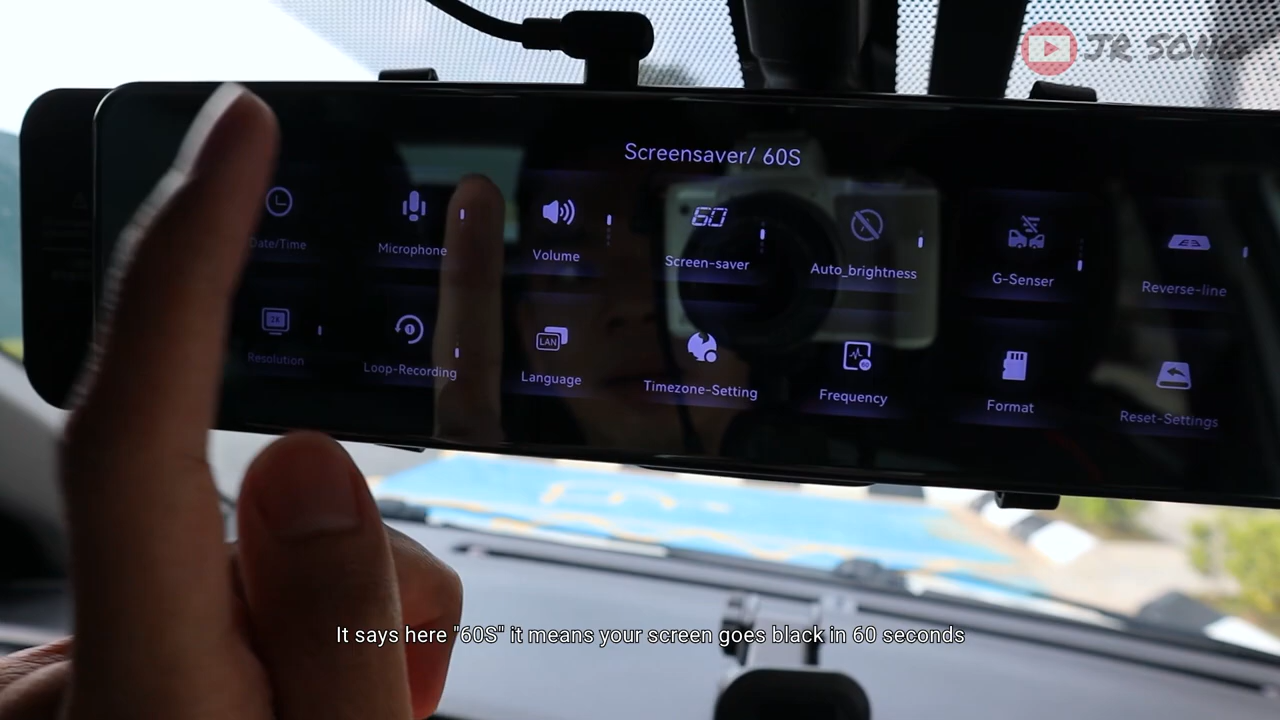 JR SON
Screensaver/ 60S
Date/Time
Microphone
Volume
60
Screen-saver
Auto_brightness
G-Senser
Reverse-line
Resolution
Loop-Recording
LAN
Language
Timezone-Setting
Frequency
Format
Reset-Settings
It says here "60S" it means your screen goes black in 60 seconds